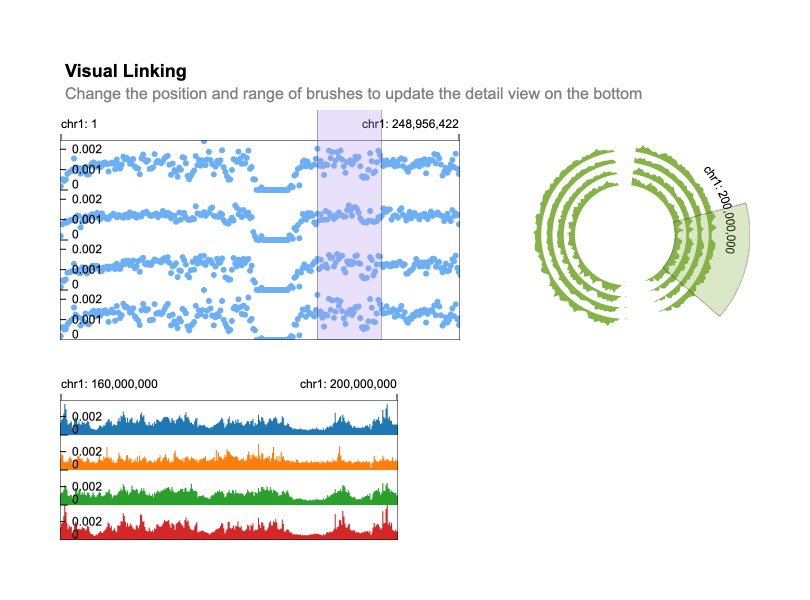 Visual Linking
Change the position and range of brushes to update the detail view on the bottom
chr1: 1
chr1: 248,956,422
0.002
0.001
0
0.002
0.001
0
0.002
0.001
0
0.002
0.001
0
chr1: 200,000,000
chr1: 160,000,000
chr1: 200,000,000
0.002
0
0.002
0
0.002
0
0.002
0